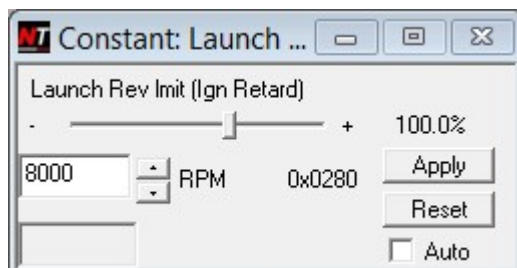 NT Constant: Launch ...
Launch Rev lmit (Ign Retard)
- + 100.0%
8000 RPM 0x0280 Apply
Reset
Auto